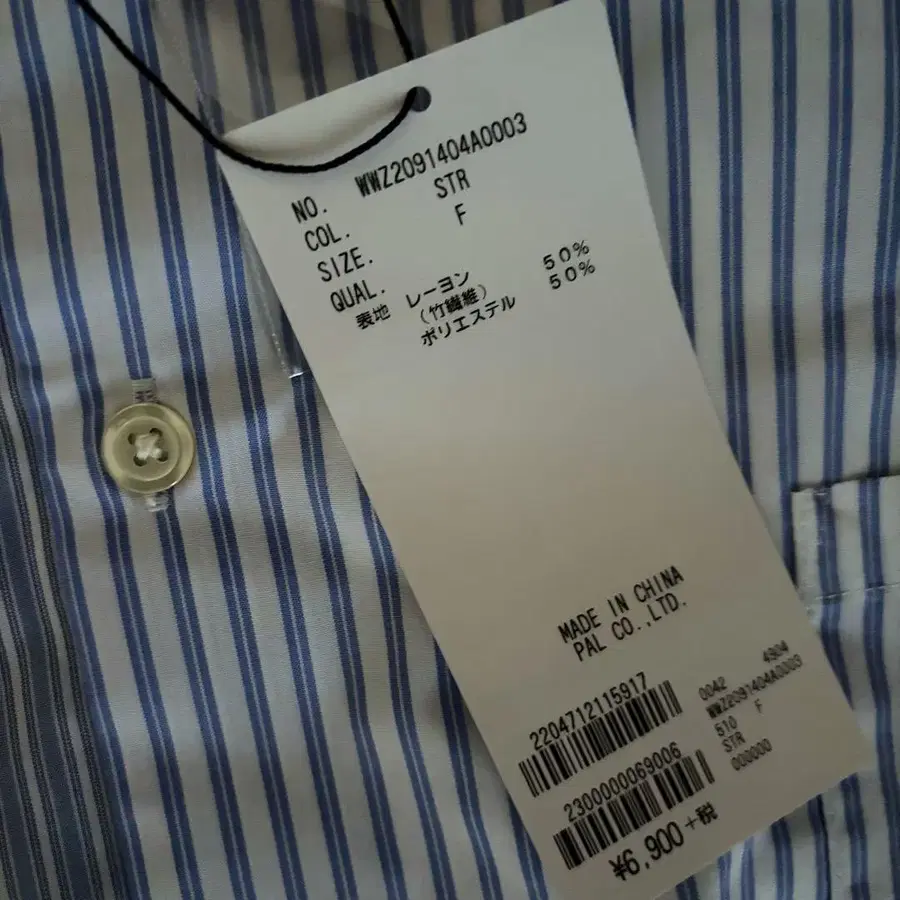 NO. WWZ2091404A0003
COL. STR
SIZE. F
QUAL.
表地 レーヨン 50%
(竹繊維)
ポリエステル 50%
MADE IN CHINA
PAL CO.,LTD.
2204712115917
0042 4904
WWZ2091404A0003
510 F
STR
000000
2300000069006
¥6,900+税